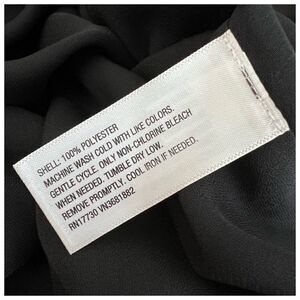 SHELL: 100% POLYESTER
MACHINE WASH COLD WITH LIKE COLORS.
GENTLE CYCLE. ONLY NON-CHLORINE BLEACH
WHEN NEEDED. TUMBLE DRY LOW.
REMOVE PROMPTLY. COOL IRON IF NEEDED.
RN17730 VN3681882